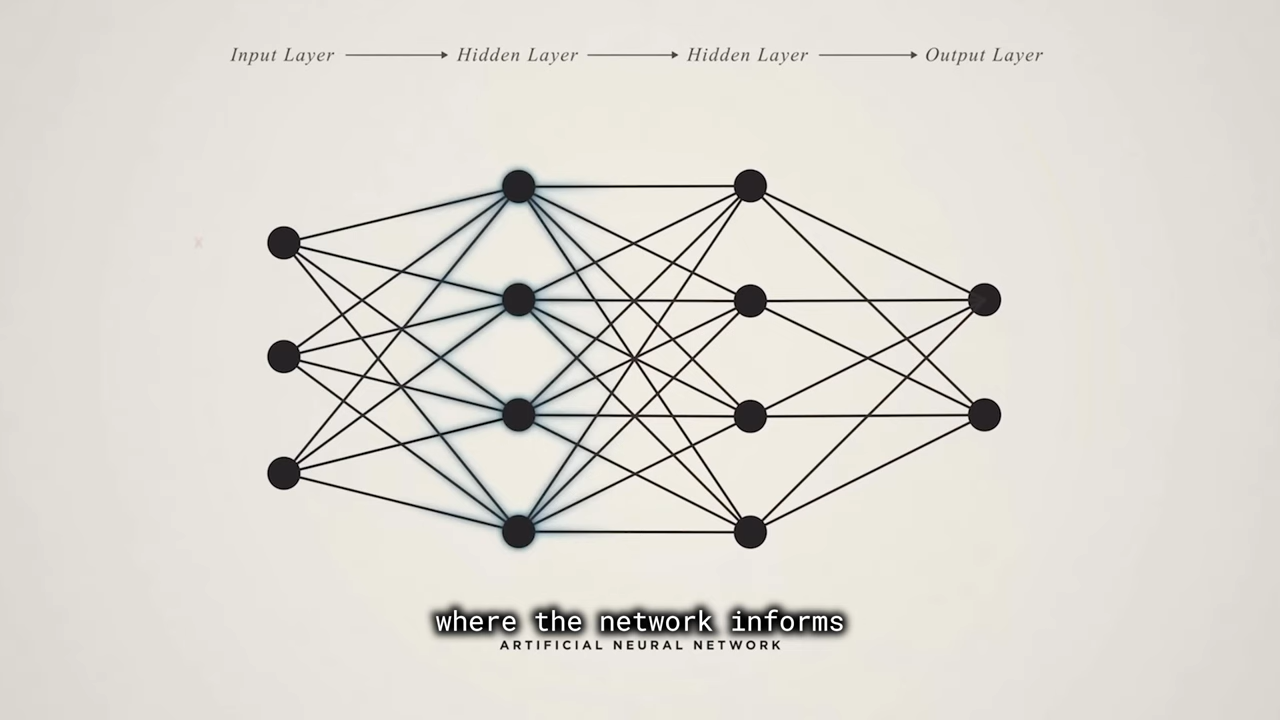 Input Layer Hidden Layer Hidden Layer Output Layer
where the network informs
ARTIFICIAL NEURAL NETWORK